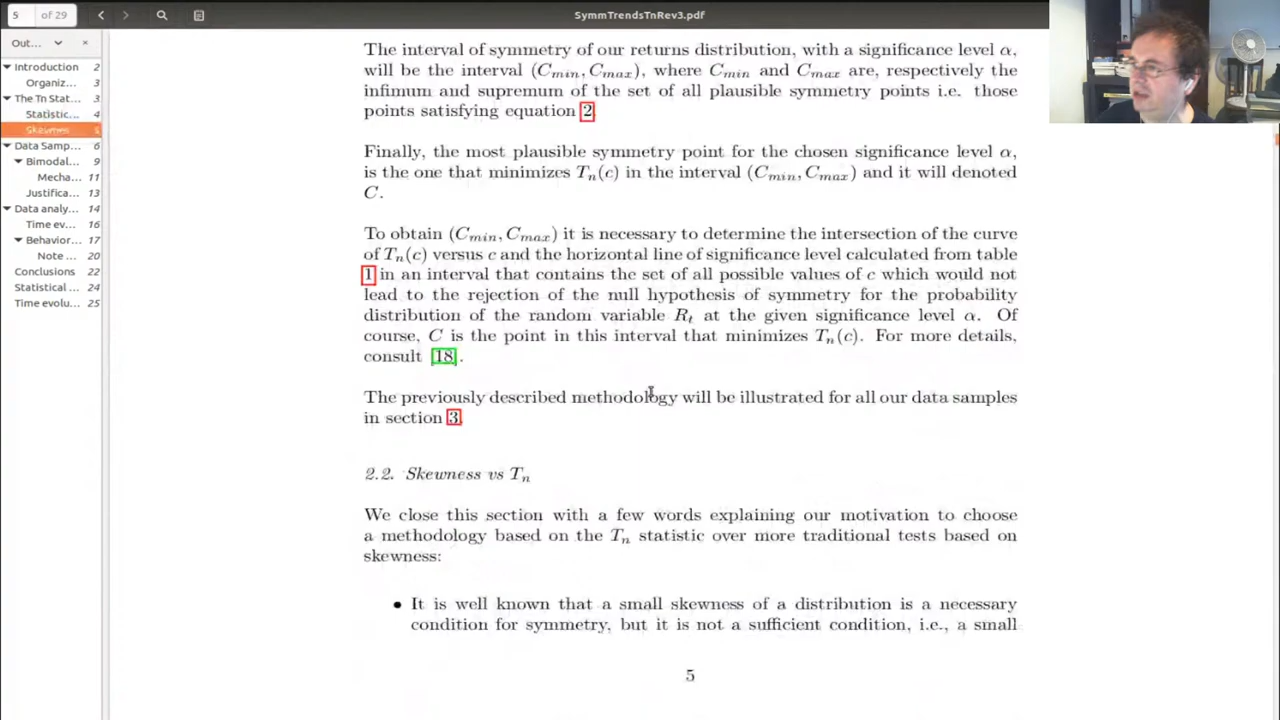 5 of 29
SymmTrendsTnRev3.pdf
Out...
Introduction 2
Organiz... 3
The Tn Stat... 3
Statistic... 4
Skewnes...
Data Samp... 6
Bimodal... 9
Mecha... 11
Justifica... 13
Data analy... 14
Time ev... 16
Behavior... 17
Note ... 20
Conclusions 22
Statistical ... 24
Time evolu... 25
The interval of symmetry of our returns distribution, with a significance level α,
will be the interval (Cmin, Cmax), where Cmin and Cmax are, respectively the
infimum and supremum of the set of all plausible symmetry points i.e. those
points satisfying equation 2.
Finally, the most plausible symmetry point for the chosen significance level α,
is the one that minimizes Tn(c) in the interval (Cmin, Cmax) and it will denoted
C.
To obtain (Cmin, Cmax) it is necessary to determine the intersection of the curve
of Tn(c) versus c and the horizontal line of significance level calculated from table
1 in an interval that contains the set of all possible values of c which would not
lead to the rejection of the null hypothesis of symmetry for the probability
distribution of the random variable Rt at the given significance level α. Of
course, C is the point in this interval that minimizes Tn(c). For more details,
consult [18].
The previously described methodology will be illustrated for all our data samples
in section 3.
2.2. Skewness vs Tn
We close this section with a few words explaining our motivation to choose
a methodology based on the Tn statistic over more traditional tests based on
skewness:
• It is well known that a small skewness of a distribution is a necessary
condition for symmetry, but it is not a sufficient condition, i.e., a small
5